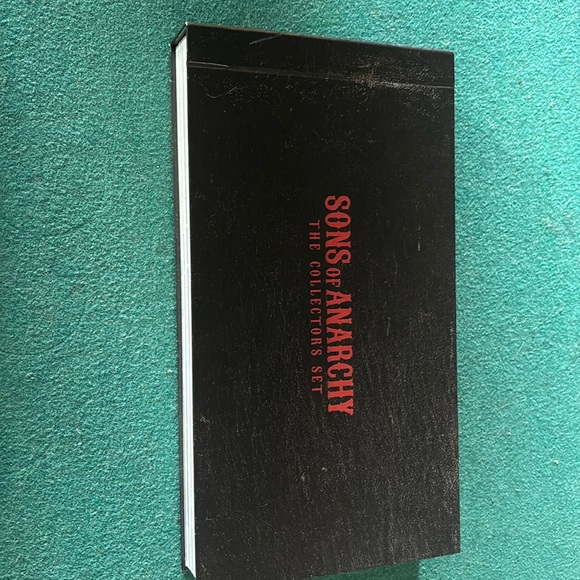 SONS OF ANARCHY
THE COLLECTORS SET